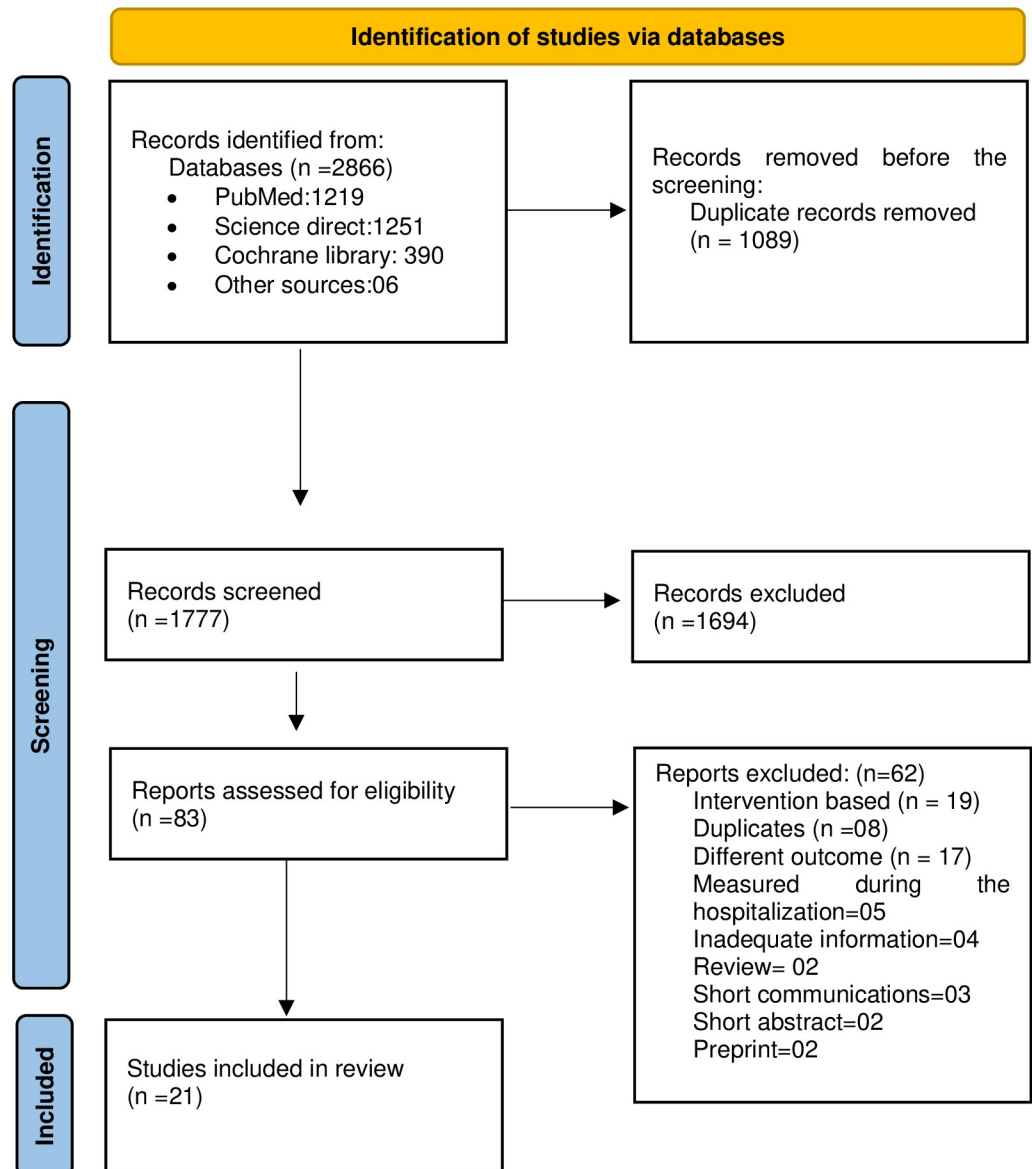 Identification of studies via databases
Identification
Records identified from:
Databases (n =2866)
• PubMed:1219
• Science direct:1251
• Cochrane library: 390
• Other sources:06
Records removed before the
screening:
Duplicate records removed
(n = 1089)
Screening
Records screened
(n =1777)
Records excluded
(n =1694)
Reports assessed for eligibility
(n =83)
Reports excluded: (n=62)
Intervention based (n = 19)
Duplicates (n =08)
Different outcome (n = 17)
Measured during the
hospitalization=05
Inadequate information=04
Review= 02
Short communications=03
Short abstract=02
Preprint=02
Included
Studies included in review
(n =21)